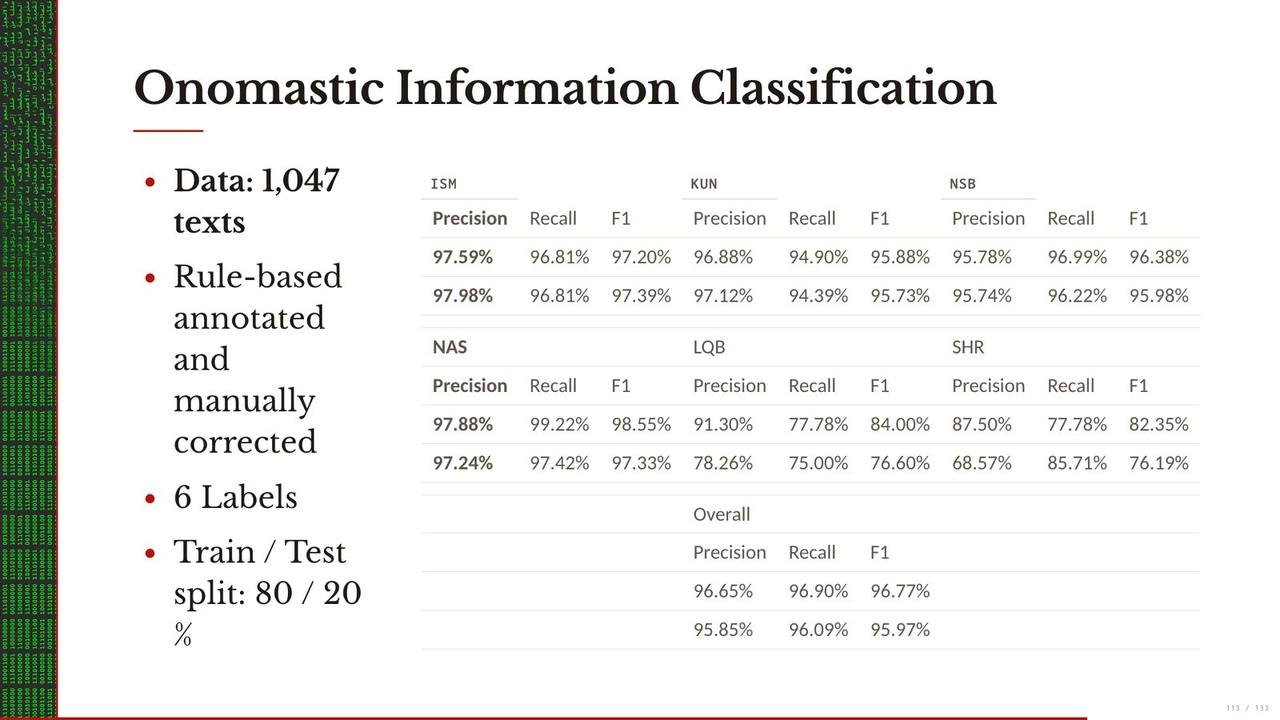 Onomastic Information Classification
Data: 1,047
texts
Rule-based
annotated
and
manually
corrected
6 Labels
Train / Test
split: 80 / 20
%
ISM KUN NSB
Precision Recall F1 Precision Recall F1 Precision Recall F1
97.59% 96.81% 97.20% 96.88% 94.90% 95.88% 95.78% 96.99% 96.38%
97.98% 96.81% 97.39% 97.12% 94.39% 95.73% 95.74% 96.22% 95.98%
NAS LQB SHR
Precision Recall F1 Precision Recall F1 Precision Recall F1
97.88% 99.22% 98.55% 91.30% 77.78% 84.00% 87.50% 77.78% 82.35%
97.24% 97.42% 97.33% 78.26% 75.00% 76.60% 68.57% 85.71% 76.19%
Overall
Precision Recall F1
96.65% 96.90% 96.77%
95.85% 96.09% 95.97%
113 / 133